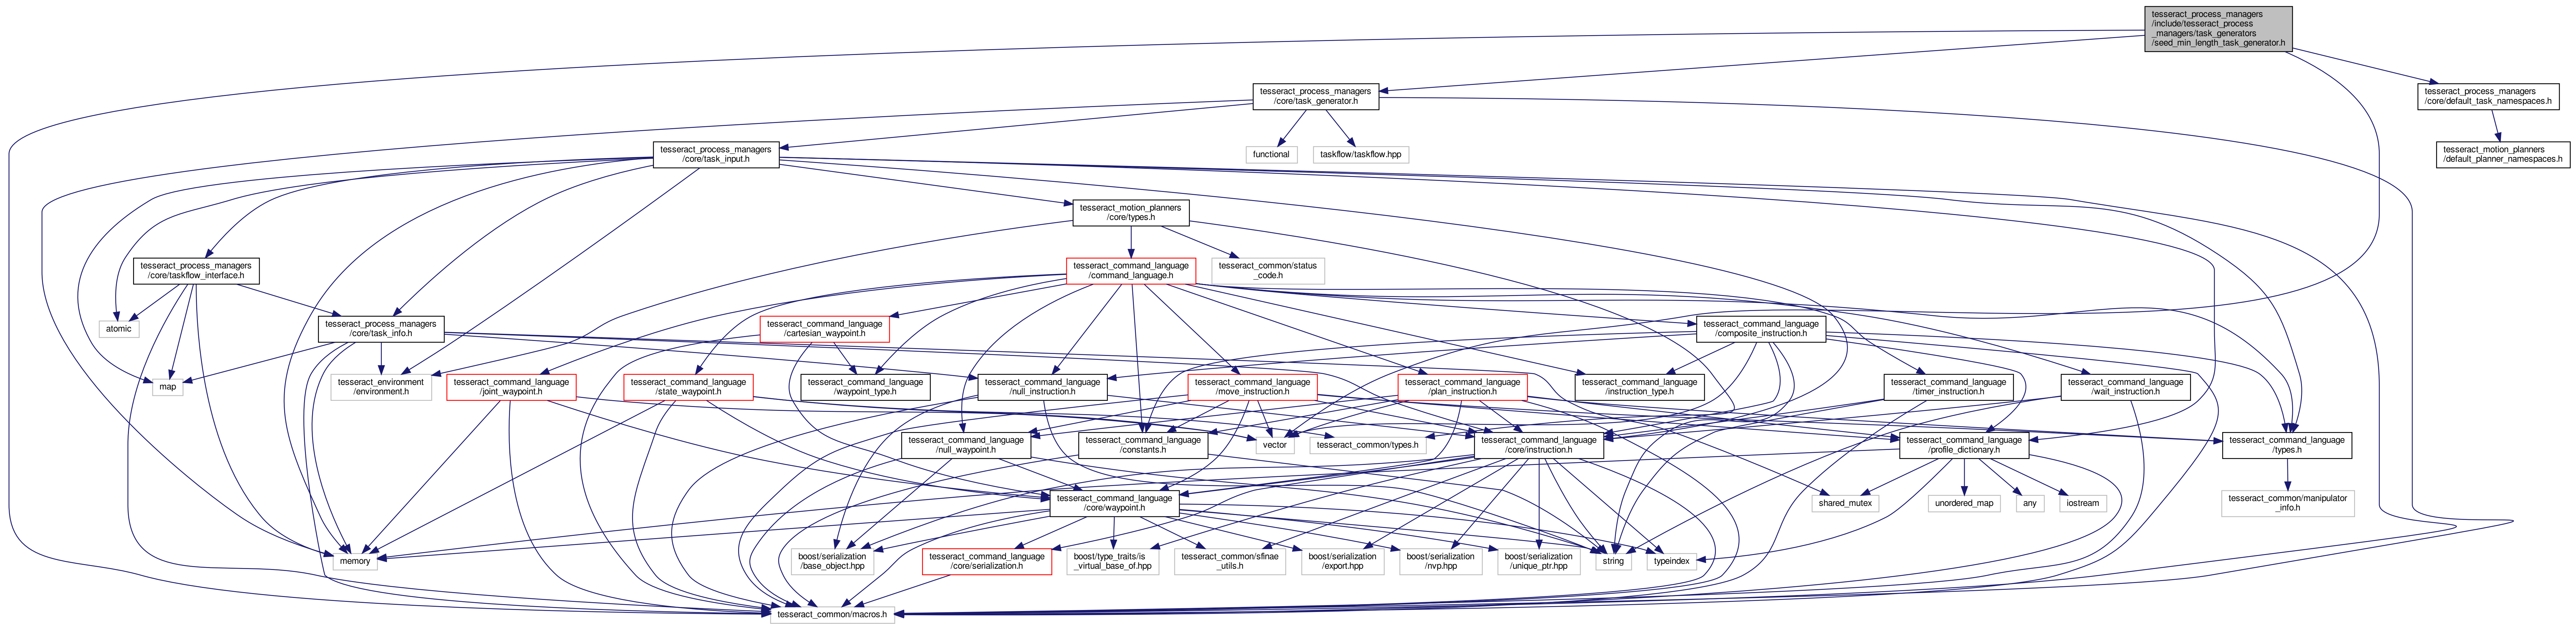 tesseract_process_managers
/include/tesseract_process
_managers/task_generators
/seed_min_length_task_generator.h
tesseract_process_managers
/core/task_generator.h
tesseract_process_managers
/core/default_task_namespaces.h
tesseract_process_managers
/core/task_input.h
functional
taskflow/taskflow.hpp
tesseract_motion_planners
/default_planner_namespaces.h
tesseract_motion_planners
/core/types.h
tesseract_process_managers
/core/taskflow_interface.h
tesseract_command_language
/command_language.h
tesseract_common/status
_code.h
atomic
tesseract_process_managers
/core/task_info.h
tesseract_command_language
/cartesian_waypoint.h
tesseract_command_language
/composite_instruction.h
map
tesseract_environment
/environment.h
tesseract_command_language
/joint_waypoint.h
tesseract_command_language
/state_waypoint.h
tesseract_command_language
/waypoint_type.h
tesseract_command_language
/null_instruction.h
tesseract_command_language
/move_instruction.h
tesseract_command_language
/plan_instruction.h
tesseract_command_language
/instruction_type.h
tesseract_command_language
/timer_instruction.h
tesseract_command_language
/wait_instruction.h
tesseract_command_language
/null_waypoint.h
tesseract_command_language
/constants.h
vector
tesseract_common/types.h
tesseract_command_language
/core/instruction.h
tesseract_command_language
/profile_dictionary.h
tesseract_command_language
/types.h
tesseract_command_language
/core/waypoint.h
shared_mutex
unordered_map
any
iostream
tesseract_common/manipulator
_info.h
memory
boost/serialization
/base_object.hpp
tesseract_command_language
/core/serialization.h
boost/type_traits/is
_virtual_base_of.hpp
tesseract_common/sfinae
_utils.h
boost/serialization
/export.hpp
boost/serialization
/nvp.hpp
boost/serialization
/unique_ptr.hpp
string
typeindex
tesseract_common/macros.h